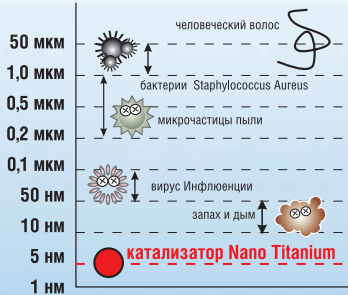 человеческий волос
50 мкм
1,0 мкм
бактерии Staphylococcus Aureus
0,5 мкм
микрочастицы пыли
0,2 мкм
0,1 мкм
вирус Инфлюенции
50 нм
запах и дым
10 нм
катализатор Nano Titanium
5 нм
1 нм